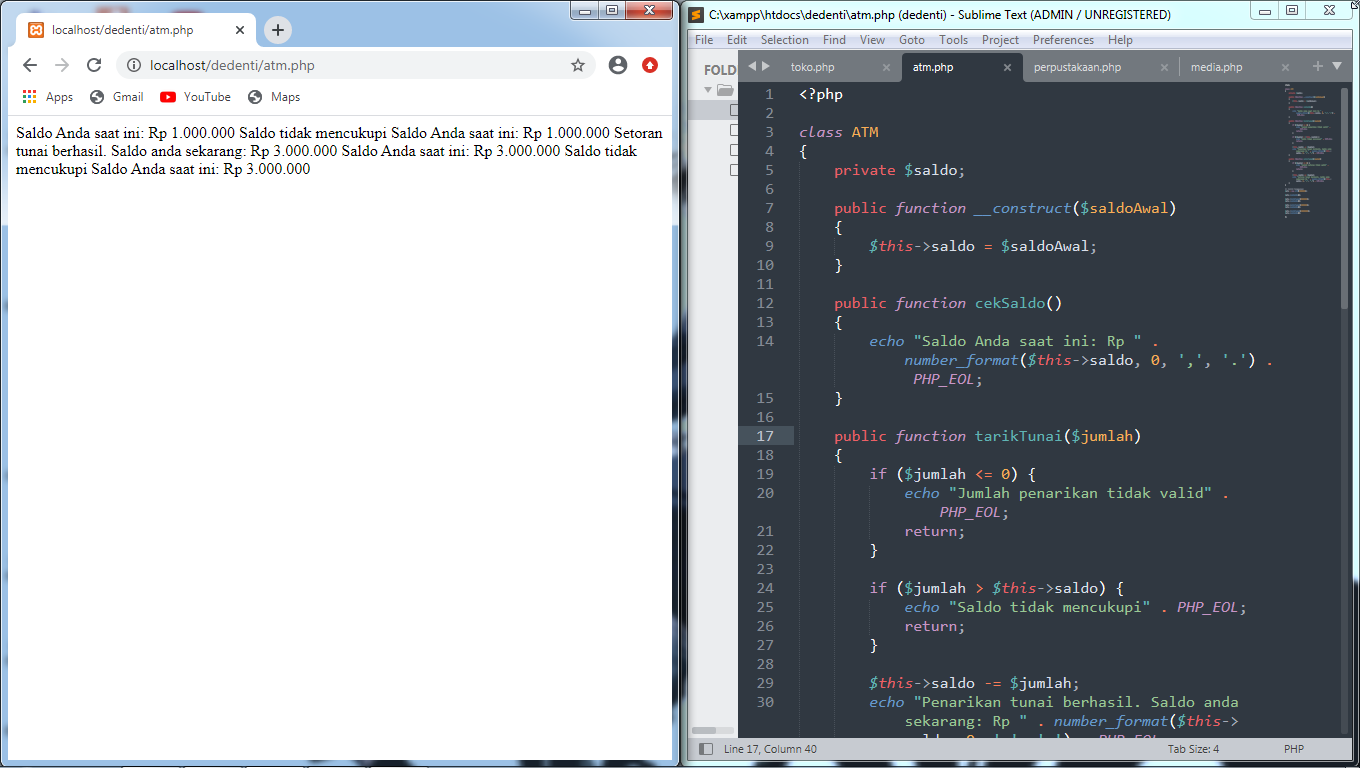 localhost/dedenti/atm.php
localhost/dedenti/atm.php
Apps Gmail YouTube Maps
Saldo Anda saat ini: Rp 1.000.000 Saldo tidak mencukupi Saldo Anda saat ini: Rp 1.000.000 Setoran
tunai berhasil. Saldo anda sekarang: Rp 3.000.000 Saldo Anda saat ini: Rp 3.000.000 Saldo tidak
mencukupi Saldo Anda saat ini: Rp 3.000.000
C:\xampp\htdocs\dedenti\atm.php (dedenti) - Sublime Text (ADMIN / UNREGISTERED)
File Edit Selection Find View Goto Tools Project Preferences Help
FOLD
toko.php atm.php perpustakaan.php media.php
1 <?php
2
3 class ATM
4 {
5 private $saldo;
6
7 public function __construct($saldoAwal)
8 {
9 $this->saldo = $saldoAwal;
10 }
11
12 public function cekSaldo()
13 {
14 echo "Saldo Anda saat ini: Rp " .
number_format($this->saldo, 0, ',', '.') .
PHP_EOL;
15 }
16
17 public function tarikTunai($jumlah)
18 {
19 if ($jumlah <= 0) {
20 echo "Jumlah penarikan tidak valid" .
PHP_EOL;
21 return;
22 }
23
24 if ($jumlah > $this->saldo) {
25 echo "Saldo tidak mencukupi" . PHP_EOL;
26 return;
27 }
28
29 $this->saldo -= $jumlah;
30 echo "Penarikan tunai berhasil. Saldo anda
sekarang: Rp " . number_format($this->
Line 17, Column 40 Tab Size: 4 PHP